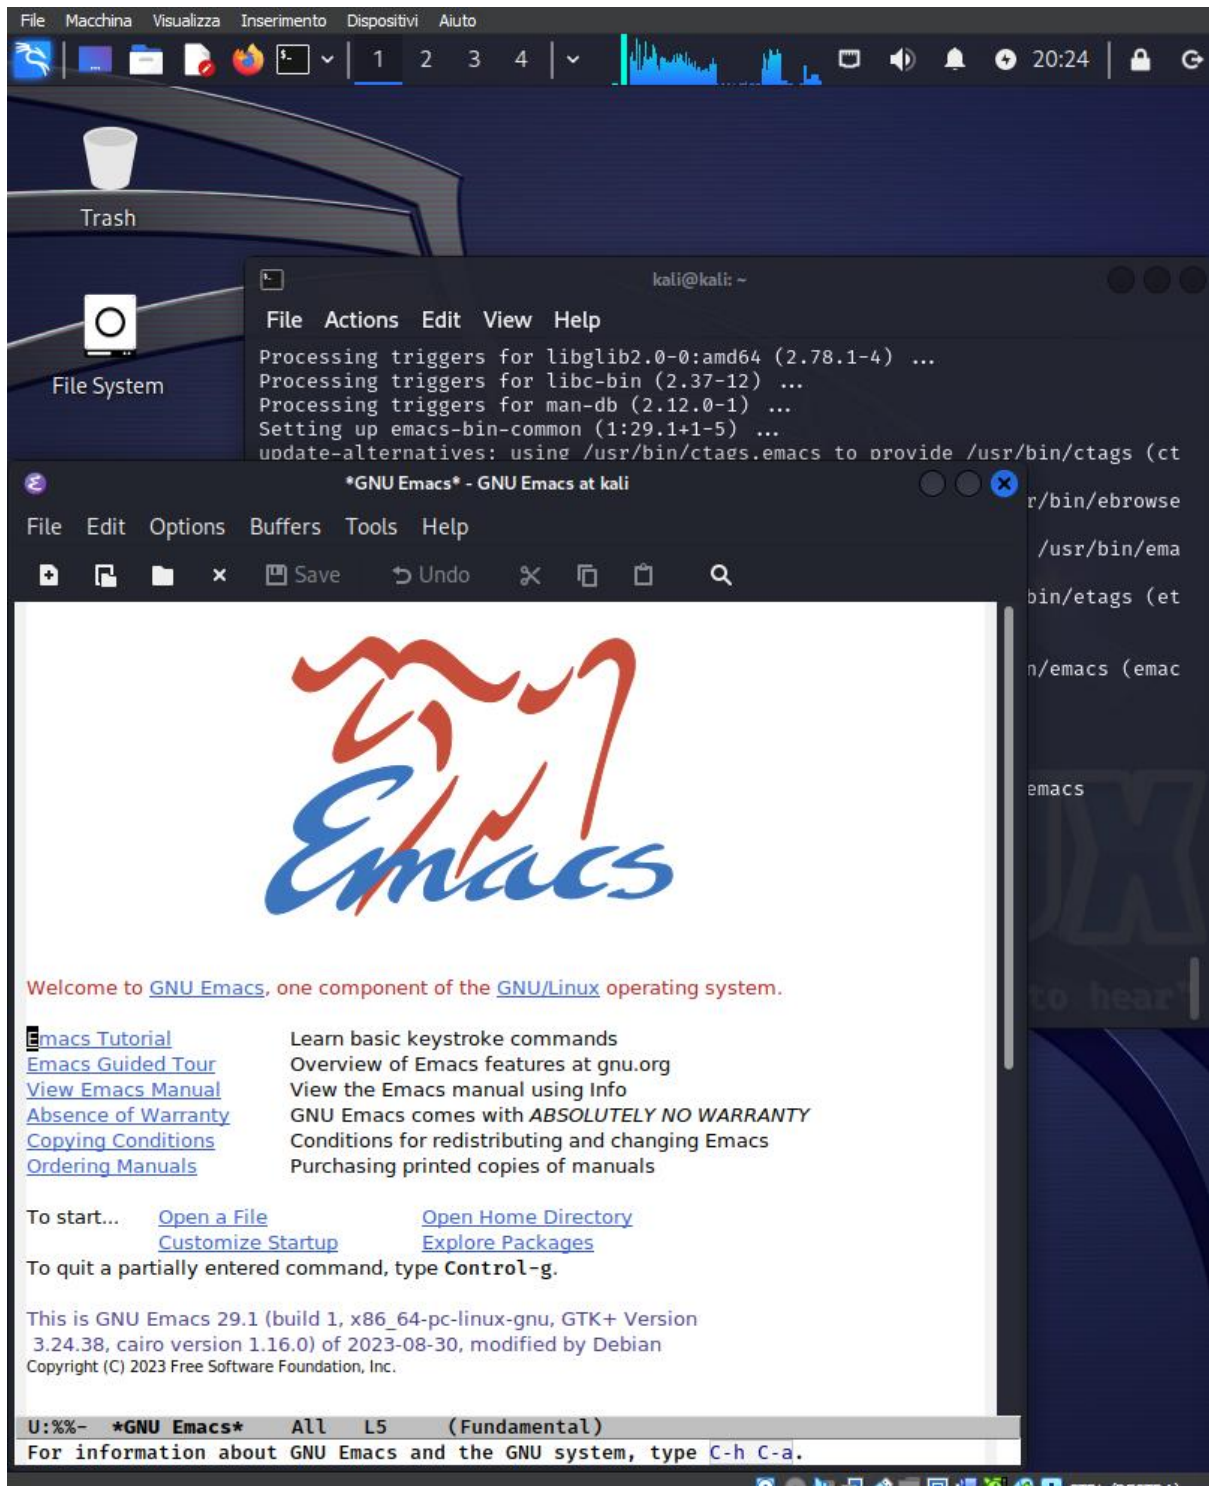 File Macchina Visualizza Inserimento Dispositivi Aiuto
1 2 3 4 20:24
Trash
File System
kali@kali: ~
File Actions Edit View Help
Processing triggers for libglib2.0-0:amd64 (2.78.1-4) ...
Processing triggers for libc-bin (2.37-12) ...
Processing triggers for man-db (2.12.0-1) ...
Setting up emacs-bin-common (1:29.1+1-5) ...
update-alternatives: using /usr/bin/ctags.emacs to provide /usr/bin/ctags (ct
r/bin/ebrowse
/usr/bin/ema
bin/etags (et
n/emacs (emac
emacs
to hear"
*GNU Emacs* - GNU Emacs at kali
File Edit Options Buffers Tools Help
Save Undo
Emacs
Welcome to GNU Emacs, one component of the GNU/Linux operating system.
Emacs Tutorial Learn basic keystroke commands
Emacs Guided Tour Overview of Emacs features at gnu.org
View Emacs Manual View the Emacs manual using Info
Absence of Warranty GNU Emacs comes with ABSOLUTELY NO WARRANTY
Copying Conditions Conditions for redistributing and changing Emacs
Ordering Manuals Purchasing printed copies of manuals
To start... Open a File Open Home Directory
Customize Startup Explore Packages
To quit a partially entered command, type Control-g.
This is GNU Emacs 29.1 (build 1, x86_64-pc-linux-gnu, GTK+ Version
3.24.38, cairo version 1.16.0) of 2023-08-30, modified by Debian
Copyright (C) 2023 Free Software Foundation, Inc.
U:%%- *GNU Emacs* All L5 (Fundamental)
For information about GNU Emacs and the GNU system, type C-h C-a.